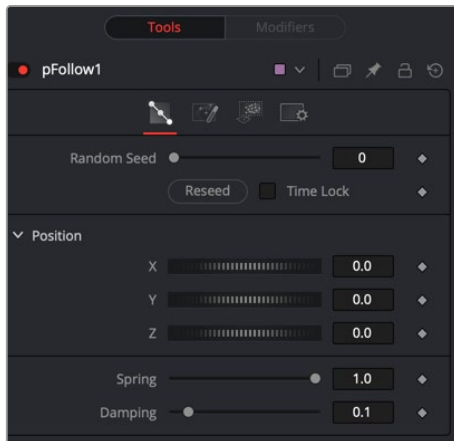 Tools Modifiers
pFollow1
Random Seed 0
Reseed Time Lock
Position
X 0.0
Y 0.0
Z 0.0
Spring 1.0
Damping 0.1